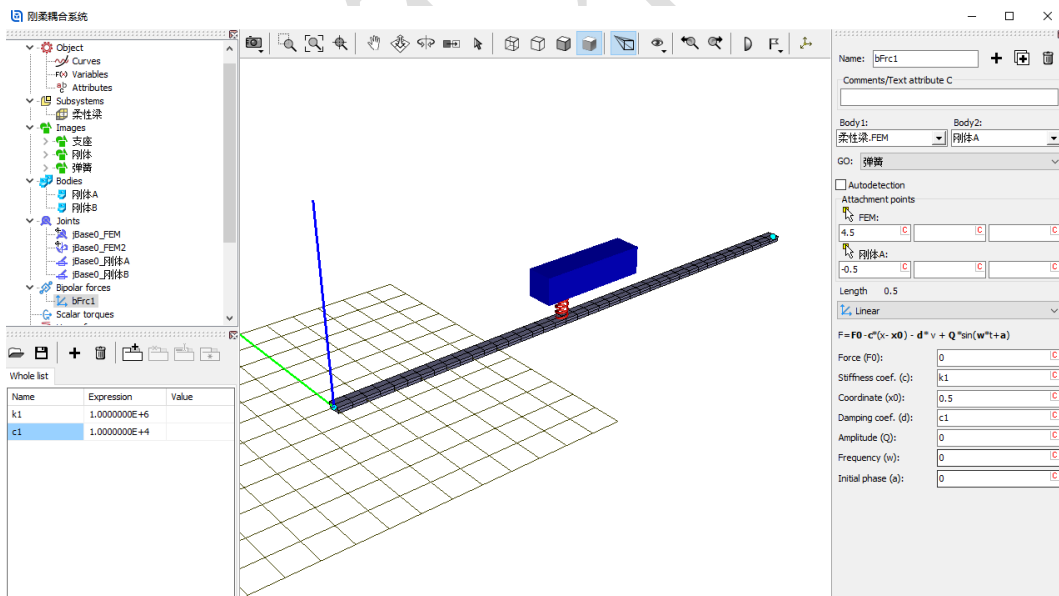 刚柔耦合系统
Object
Curves
F(x) Variables
Attributes
Subsystems
柔性梁
Images
支座
刚体
弹簧
Bodies
刚体A
刚体B
Joints
jBase0_FEM
jBase0_FEM2
jBase0_刚体A
jBase0_刚体B
Bipolar forces
bFrc1
Scalar torques
Whole list
Name Expression Value
k1 1.0000000E+6
c1 1.0000000E+4
Name: bFrc1
Comments/Text attribute C
Body1: Body2:
柔性梁.FEM 刚体A
GO: 弹簧
Autodetection
Attachment points
FEM:
4.5 C C C
刚体A:
-0.5 C C C
Length 0.5
Linear
F=F0-c*(x-x0) - d* v + Q*sin(w*t+a)
Force (F0): 0 C
Stiffness coef. (c): k1 C
Coordinate (x0): 0.5 C
Damping coef. (d): c1 C
Amplitude (Q): 0 C
Frequency (w): 0 C
Initial phase (a): 0 C